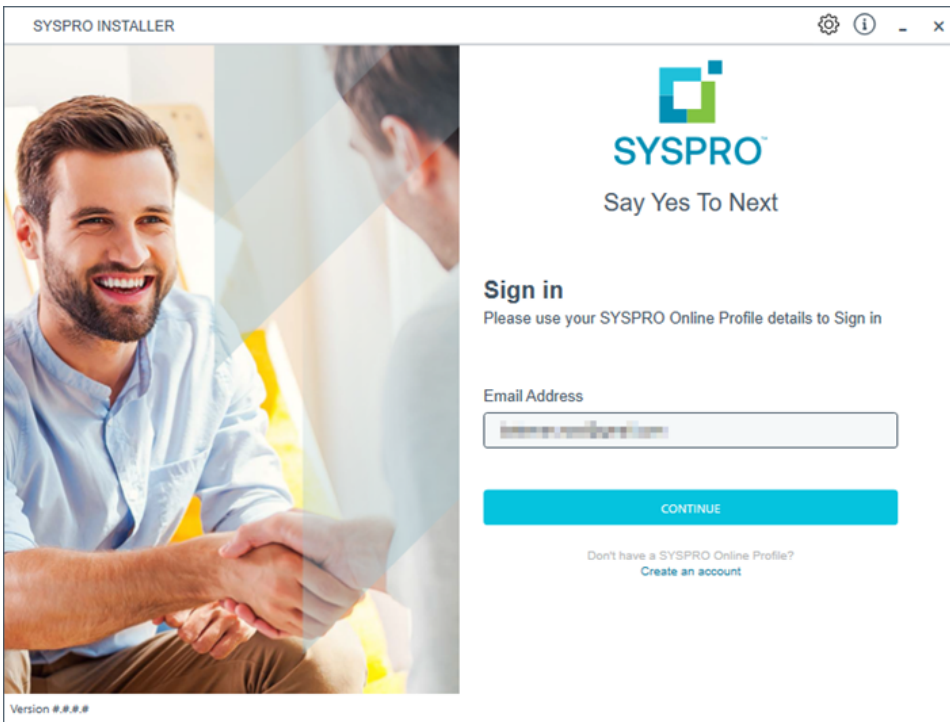 SYSPRO INSTALLER
SYSPRO™
Say Yes To Next
Sign in
Please use your SYSPRO Online Profile details to Sign in
Email Address
CONTINUE
Don't have a SYSPRO Online Profile?
Create an account
Version #.#.#.#